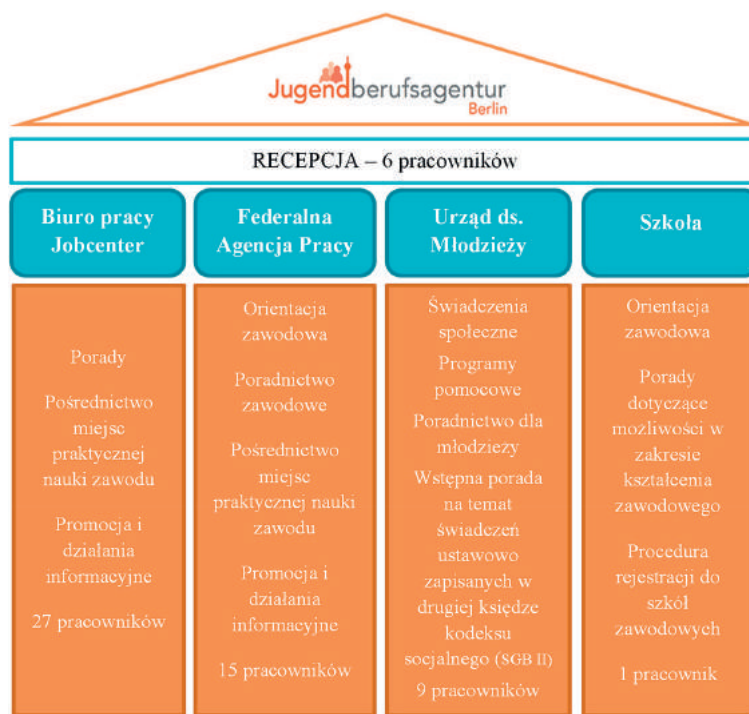 Jugendberufsagentur
Berlin
RECEPCJA – 6 pracowników
Biuro pracy
Jobcenter
Porady
Pośrednictwo
miejsc
praktycznej
nauki zawodu
Promocja i
działania
informacyjne
27 pracowników
Federalna
Agencja Pracy
Orientacja
zawodowa
Poradnictwo
zawodowe
Pośrednictwo
miejsc
praktycznej nauki
zawodu
Promocja i
działania
informacyjne
15 pracowników
Urząd ds.
Młodzieży
Świadczenia
społeczne
Programy
pomocowe
Poradnictwo dla
młodzieży
Wstępna porada
na temat
świadczeń
ustawowo
zapisanych w
drugiej księdze
kodeksu
socjalnego (SGB II)
9 pracowników
Szkoła
Orientacja
zawodowa
Porady
dotyczące
możliwości w
zakresie
kształcenia
zawodowego
Procedura
rejestracji do
szkół
zawodowych
1 pracownik